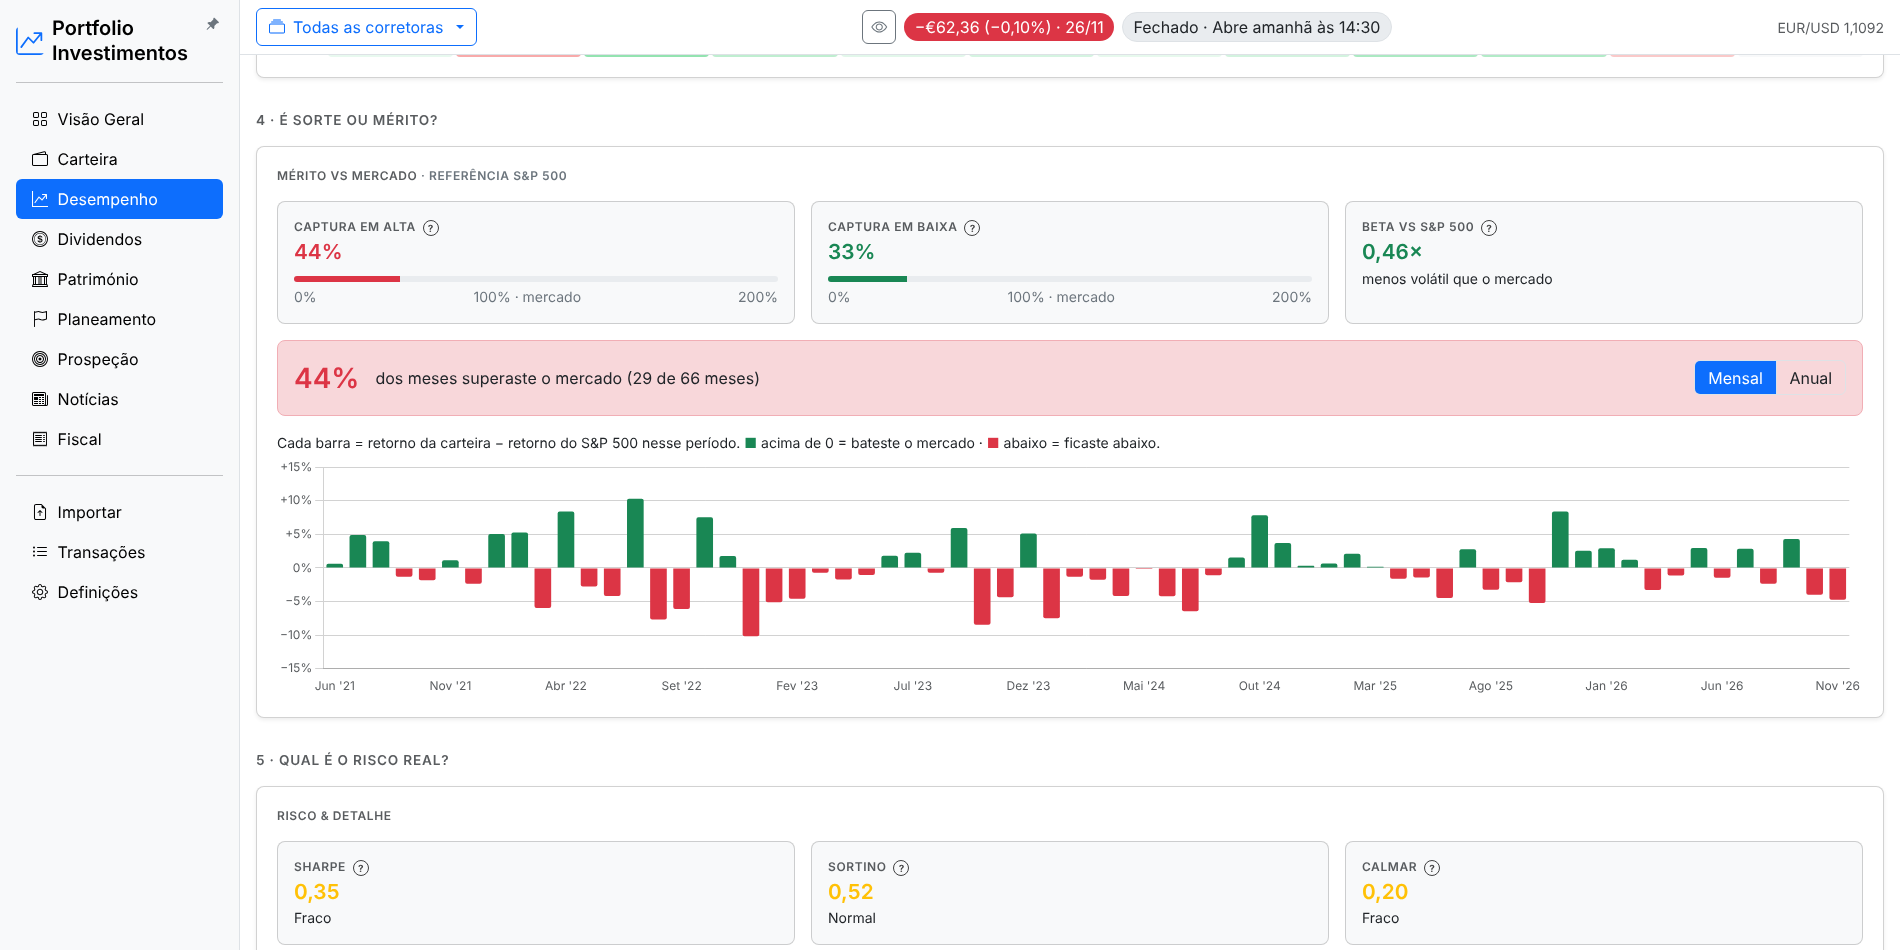 Portfolio
Investimentos
Visão Geral
Carteira
Desempenho
Dividendos
Património
Planeamento
Prospeção
Notícias
Fiscal
Importar
Transações
Definições
Todas as corretoras
−€62,36 (−0,10%) · 26/11
Fechado · Abre amanhã às 14:30
EUR/USD 1,1092
4 · É SORTE OU MÉRITO?
MÉRITO VS MERCADO · REFERÊNCIA S&P 500
CAPTURA EM ALTA ?
44%
0% 100% · mercado 200%
CAPTURA EM BAIXA ?
33%
0% 100% · mercado 200%
BETA VS S&P 500 ?
0,46×
menos volátil que o mercado
44% dos meses superaste o mercado (29 de 66 meses)
Mensal Anual
Cada barra = retorno da carteira − retorno do S&P 500 nesse período. acima de 0 = bateste o mercado · abaixo = ficaste abaixo.
+15%
+10%
+5%
0%
−5%
−10%
−15%
Jun '21 Nov '21 Abr '22 Set '22 Fev '23 Jul '23 Dez '23 Mai '24 Out '24 Mar '25 Ago '25 Jan '26 Jun '26 Nov '26
5 · QUAL É O RISCO REAL?
RISCO & DETALHE
SHARPE ?
0,35
Fraco
SORTINO ?
0,52
Normal
CALMAR ?
0,20
Fraco